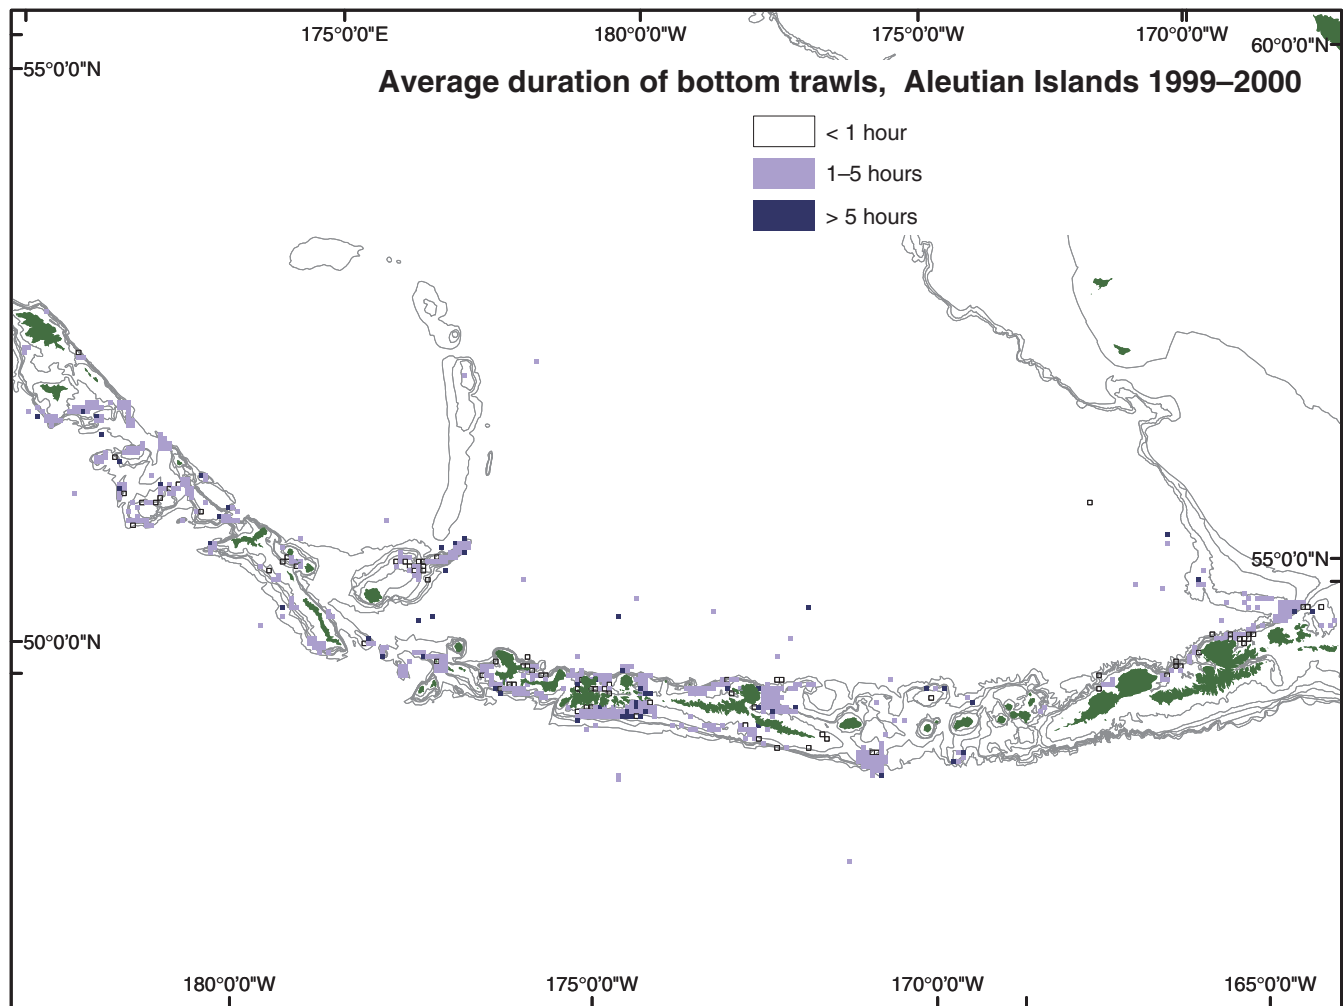 175°0'0"E 180°0'0"W 175°0'0"W 170°0'0"W
60°0'0"N
55°0'0"N
Average duration of bottom trawls, Aleutian Islands 1999–2000
< 1 hour
1–5 hours
> 5 hours
55°0'0"N
50°0'0"N
180°0'0"W 175°0'0"W 170°0'0"W 165°0'0"W